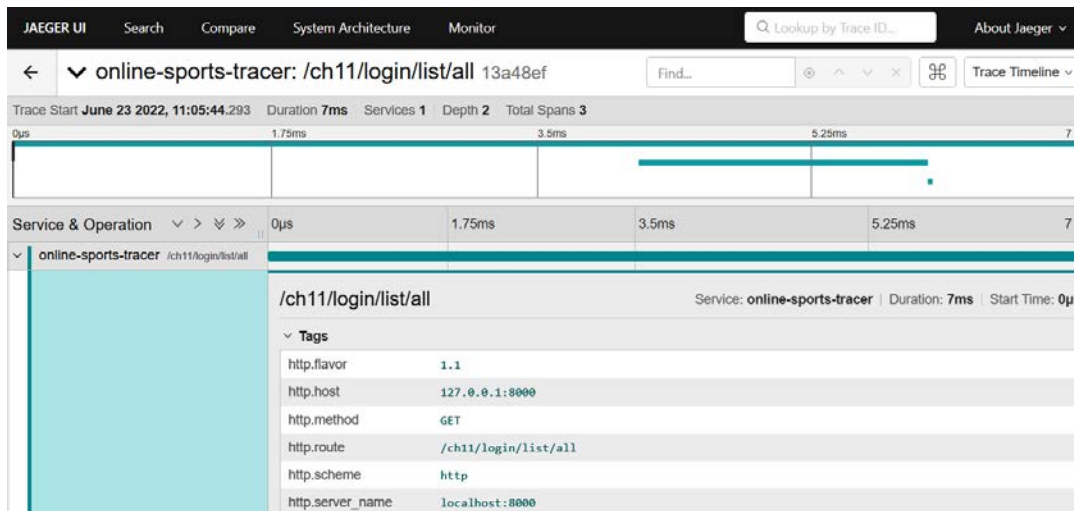 JAEGER UI Search Compare System Architecture Monitor Lookup by Trace ID... About Jaeger
online-sports-tracer: /ch11/login/list/all 13a48ef Find... ⌘ Trace Timeline
Trace Start June 23 2022, 11:05:44.293 Duration 7ms Services 1 Depth 2 Total Spans 3
0μs 1.75ms 3.5ms 5.25ms 7
Service & Operation 0μs 1.75ms 3.5ms 5.25ms 7
online-sports-tracer /ch11/login/list/all
/ch11/login/list/all Service: online-sports-tracer | Duration: 7ms | Start Time: 0μ
Tags
http.flavor 1.1
http.host 127.0.0.1:8000
http.method GET
http.route /ch11/login/list/all
http.scheme http
http.server_name localhost:8000